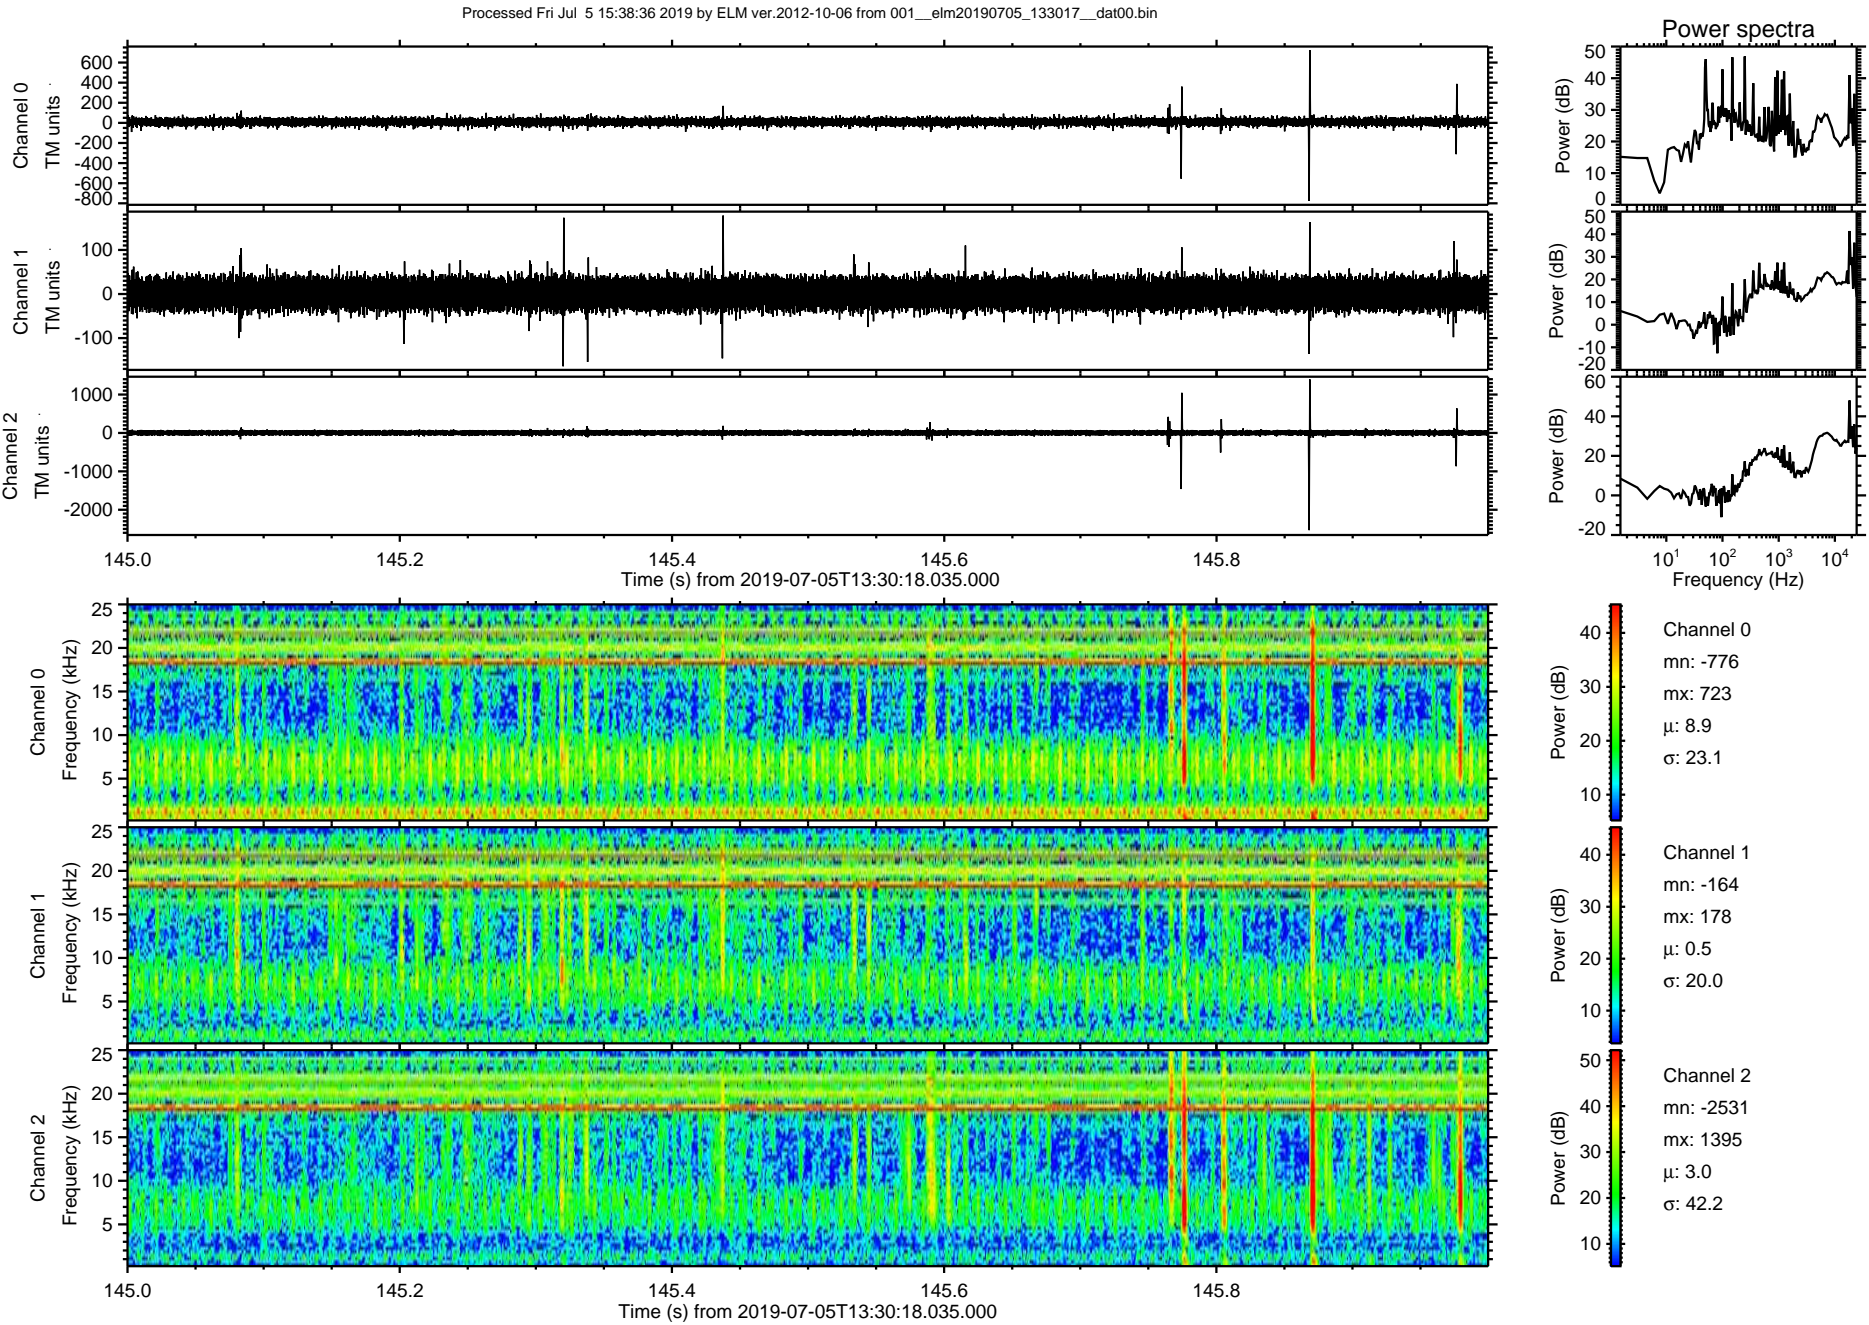 Processed Fri Jul  5 15:38:36 2019 by ELM ver.2012-10-06 from 001__elm20190705_133017__dat00.bin
Power spectra
Channel 0
TM units
600
400
200
0
-200
-400
-600
-800
Power (dB)
50
40
30
20
10
0
Channel 1
TM units
100
0
-100
Power (dB)
50
40
30
20
10
0
-10
-20
Channel 2
TM units
1000
0
-1000
-2000
Power (dB)
60
40
20
0
-20
145.0 145.2 145.4 145.6 145.8
Time (s) from 2019-07-05T13:30:18.035.000
10¹ 10² 10³ 10⁴
Frequency (Hz)
Channel 0
Frequency (kHz)
25
20
15
10
5
Power (dB)
40
30
20
10
Channel 0
mn: -776
mx: 723
μ: 8.9
σ: 23.1
Channel 1
Frequency (kHz)
25
20
15
10
5
Power (dB)
40
30
20
10
Channel 1
mn: -164
mx: 178
μ: 0.5
σ: 20.0
Channel 2
Frequency (kHz)
25
20
15
10
5
Power (dB)
50
40
30
20
10
Channel 2
mn: -2531
mx: 1395
μ: 3.0
σ: 42.2
145.0 145.2 145.4 145.6 145.8
Time (s) from 2019-07-05T13:30:18.035.000